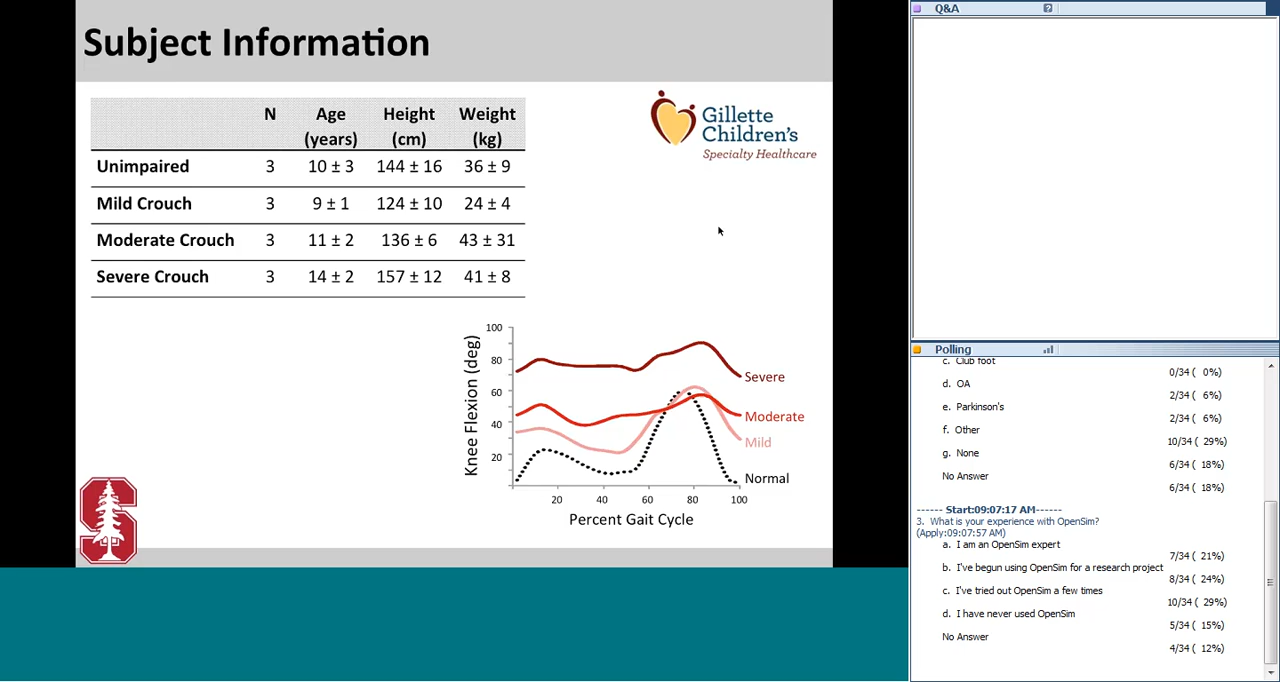 Subject Information
N Age (years) Height (cm) Weight (kg)
Unimpaired 3 10 ± 3 144 ± 16 36 ± 9
Mild Crouch 3 9 ± 1 124 ± 10 24 ± 4
Moderate Crouch 3 11 ± 2 136 ± 6 43 ± 31
Severe Crouch 3 14 ± 2 157 ± 12 41 ± 8
Gillette
Children's
Specialty Healthcare
Knee Flexion (deg)
100
80
60
40
20
Severe
Moderate
Mild
Normal
20 40 60 80 100
Percent Gait Cycle
Q&A
?
Polling
c. Club foot
0/34 ( 0%)
d. OA
2/34 ( 6%)
e. Parkinson's
2/34 ( 6%)
f. Other
10/34 ( 29%)
g. None
6/34 ( 18%)
No Answer
6/34 ( 18%)
------ Start:09:07:17 AM------
3. What is your experience with OpenSim?
(Apply:09:07:57 AM)
a. I am an OpenSim expert
7/34 ( 21%)
b. I've begun using OpenSim for a research project
8/34 ( 24%)
c. I've tried out OpenSim a few times
10/34 ( 29%)
d. I have never used OpenSim
5/34 ( 15%)
No Answer
4/34 ( 12%)